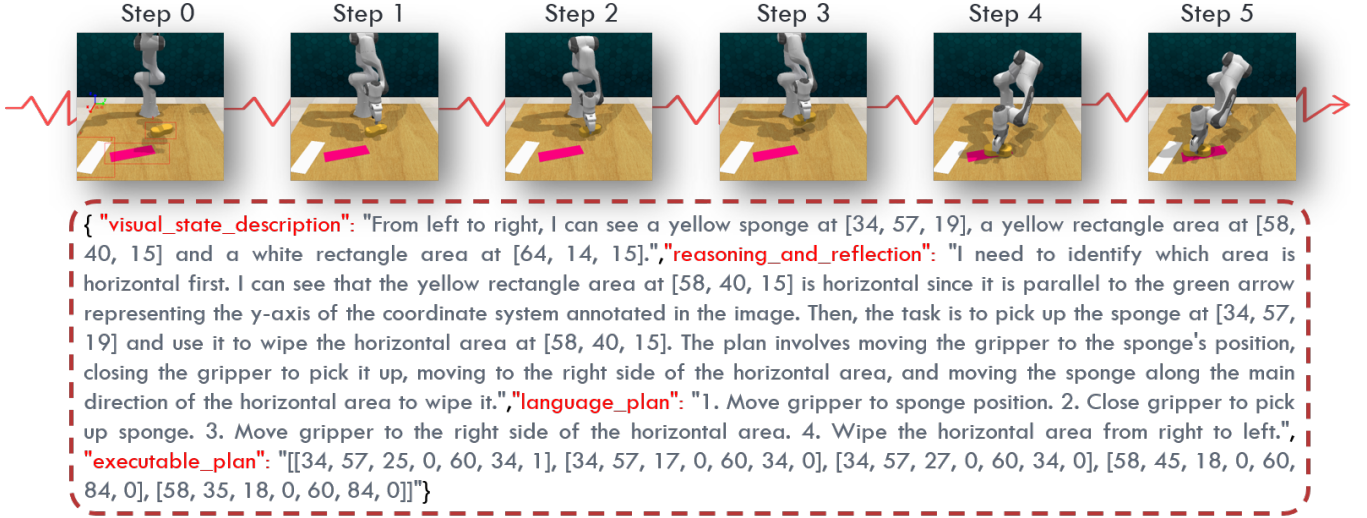 Step 0 Step 1 Step 2 Step 3 Step 4 Step 5
{ "visual_state_description": "From left to right, I can see a yellow sponge at [34, 57, 19], a yellow rectangle area at [58,
40, 15] and a white rectangle area at [64, 14, 15].","reasoning_and_reflection": "I need to identify which area is
horizontal first. I can see that the yellow rectangle area at [58, 40, 15] is horizontal since it is parallel to the green arrow
representing the y-axis of the coordinate system annotated in the image. Then, the task is to pick up the sponge at [34, 57,
19] and use it to wipe the horizontal area at [58, 40, 15]. The plan involves moving the gripper to the sponge's position,
closing the gripper to pick it up, moving to the right side of the horizontal area, and moving the sponge along the main
direction of the horizontal area to wipe it.","language_plan": "1. Move gripper to sponge position. 2. Close gripper to pick
up sponge. 3. Move gripper to the right side of the horizontal area. 4. Wipe the horizontal area from right to left.",
"executable_plan": "[[34, 57, 25, 0, 60, 34, 1], [34, 57, 17, 0, 60, 34, 0], [34, 57, 27, 0, 60, 34, 0], [58, 45, 18, 0, 60,
84, 0], [58, 35, 18, 0, 60, 84, 0]]"}